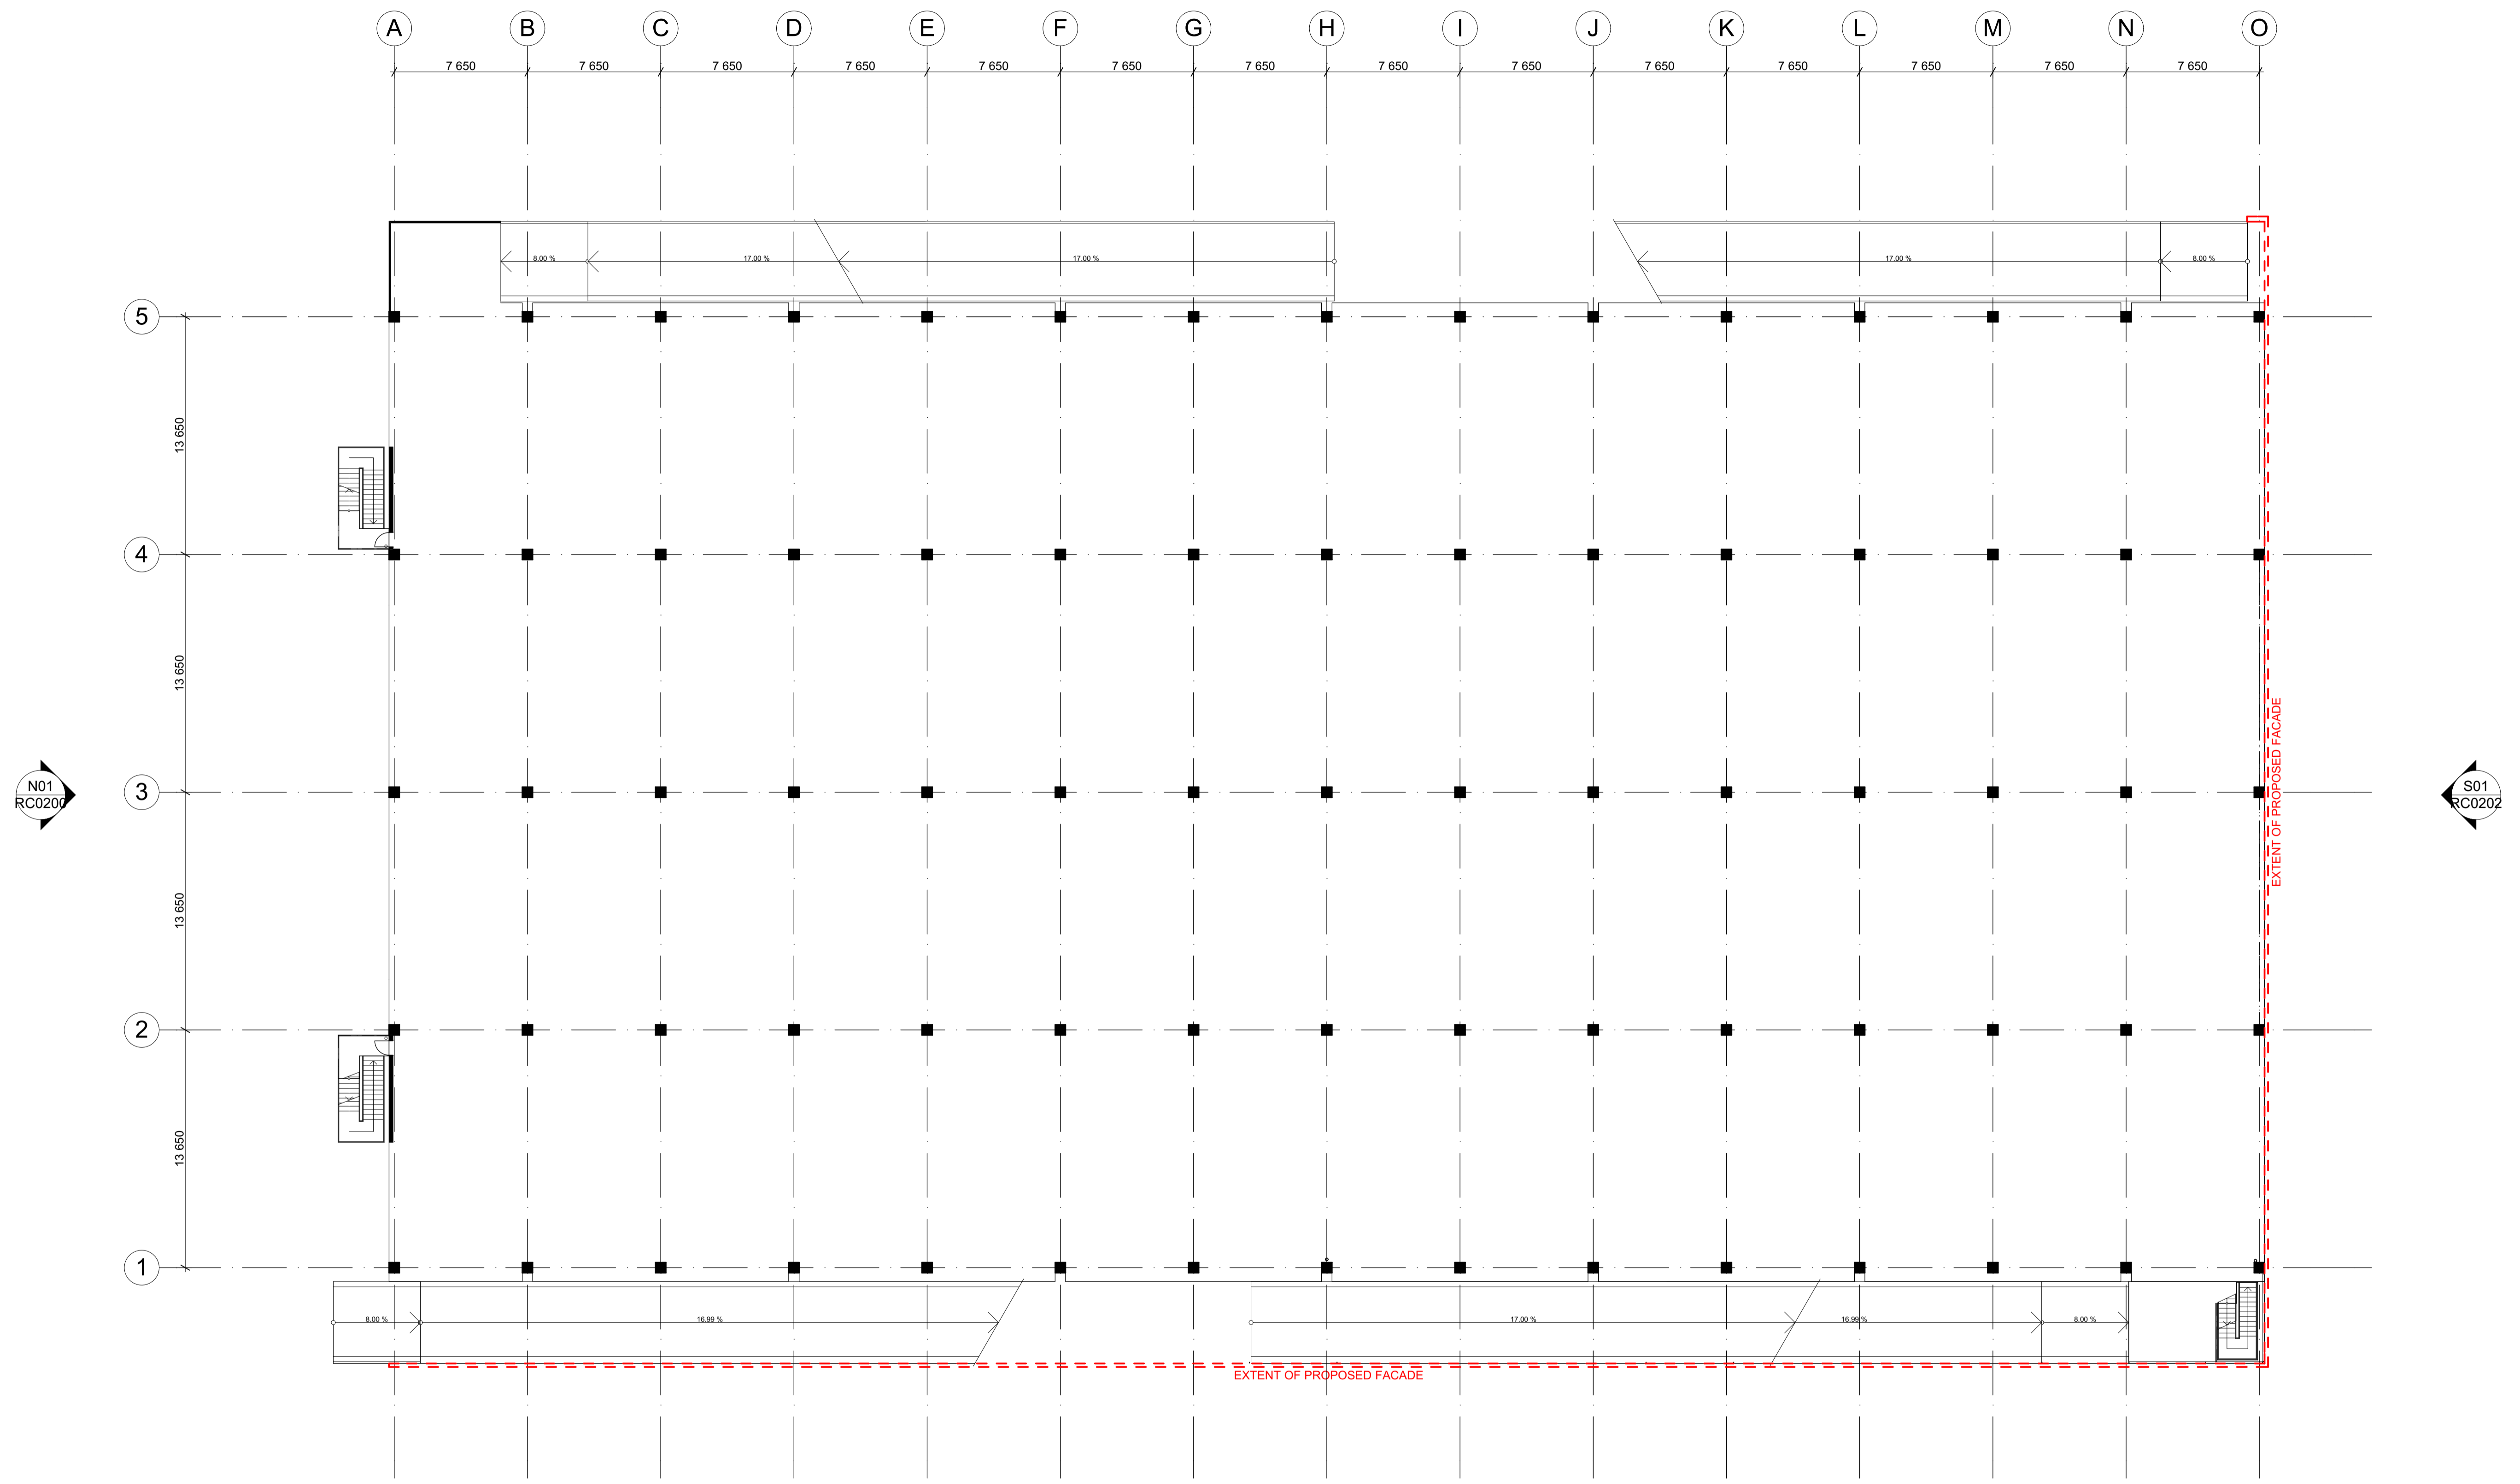 A B C D E F G H I J K L M N O
7 650 7 650 7 650 7 650 7 650 7 650 7 650 7 650 7 650 7 650 7 650 7 650 7 650 7 650
8.00 % 17.00 % 17.00 % 17.00 % 8.00 %
5
13 650
4
13 650
3
N01
RC0200
EXTENT OF PROPOSED FACADE
S01
RC0202
13 650
2
13 650
1
8.00 % 16.99 % 17.00 % 16.99 % 8.00 %
EXTENT OF PROPOSED FACADE